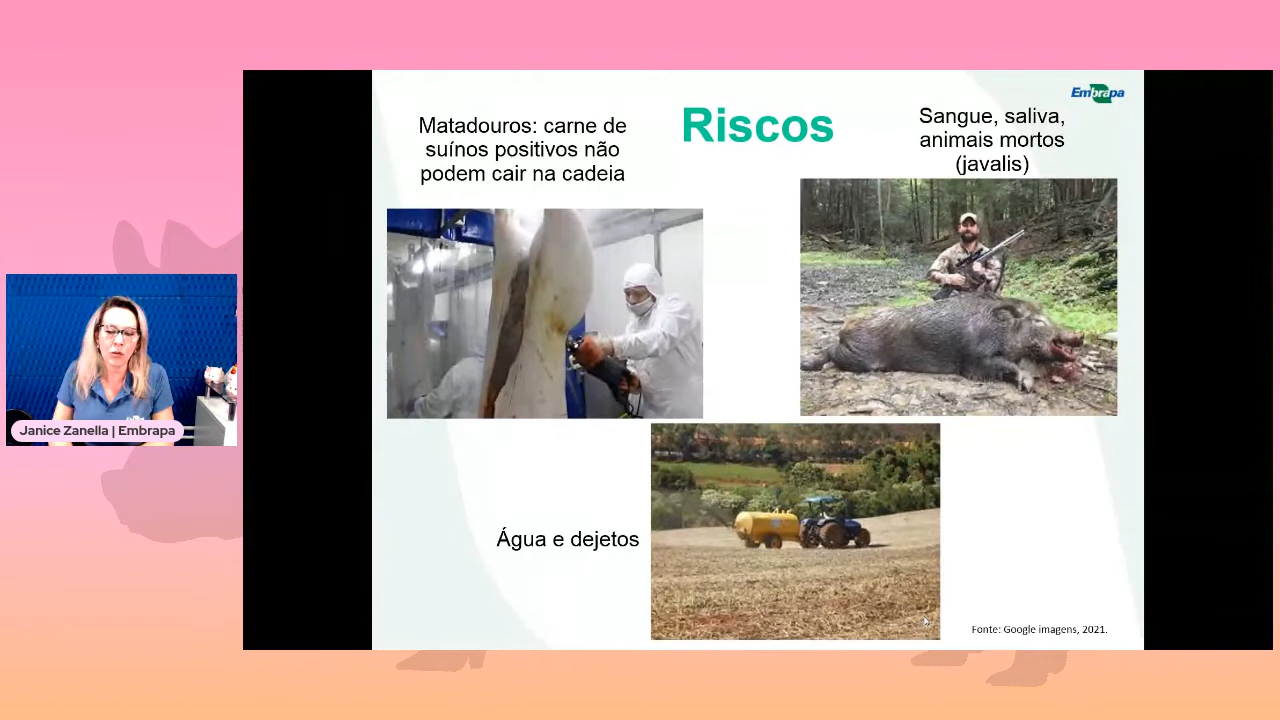 Embrapa
Riscos
Matadouros: carne de
suínos positivos não
podem cair na cadeia
Sangue, saliva,
animais mortos
(javalis)
Janice Zanella | Embrapa
Água e dejetos
Fonte: Google imagens, 2021.